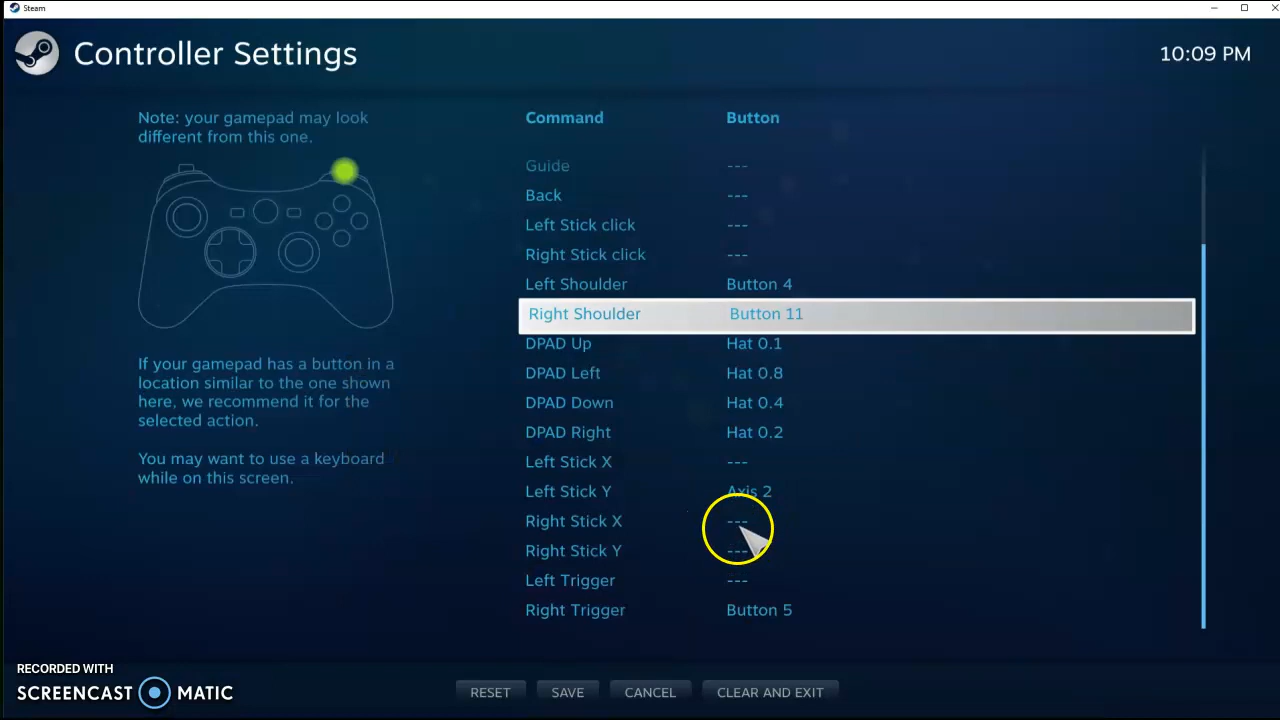 Steam
Controller Settings
10:09 PM
Note: your gamepad may look
different from this one.
If your gamepad has a button in a
location similar to the one shown
here, we recommend it for the
selected action.
You may want to use a keyboard
while on this screen.
Command Button
Guide ---
Back ---
Left Stick click ---
Right Stick click ---
Left Shoulder Button 4
Right Shoulder Button 11
DPAD Up Hat 0.1
DPAD Left Hat 0.8
DPAD Down Hat 0.4
DPAD Right Hat 0.2
Left Stick X ---
Left Stick Y Axis 2
Right Stick X ---
Right Stick Y ---
Left Trigger ---
Right Trigger Button 5
RECORDED WITH
SCREENCAST MATIC
RESET SAVE CANCEL CLEAR AND EXIT